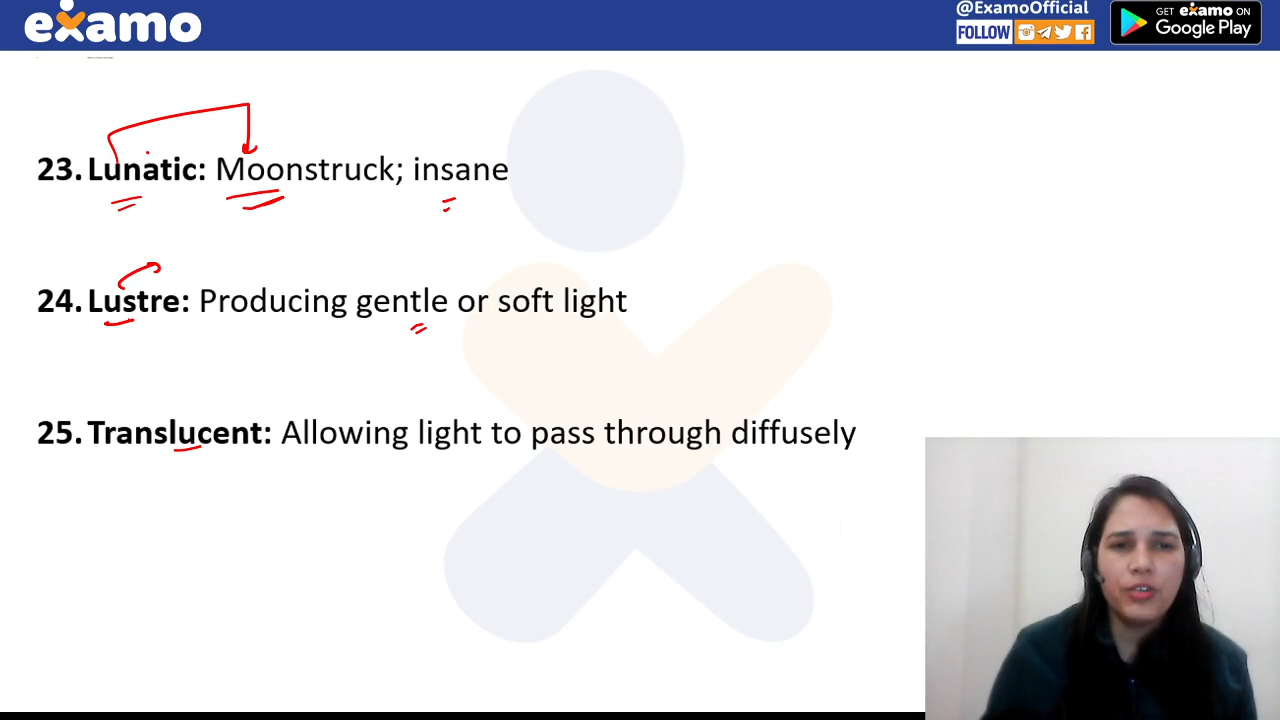 examo
@ExamoOfficial
FOLLOW
GET examo ON
Google Play
23. Lunatic: Moonstruck; insane
24. Lustre: Producing gentle or soft light
25. Translucent: Allowing light to pass through diffusely